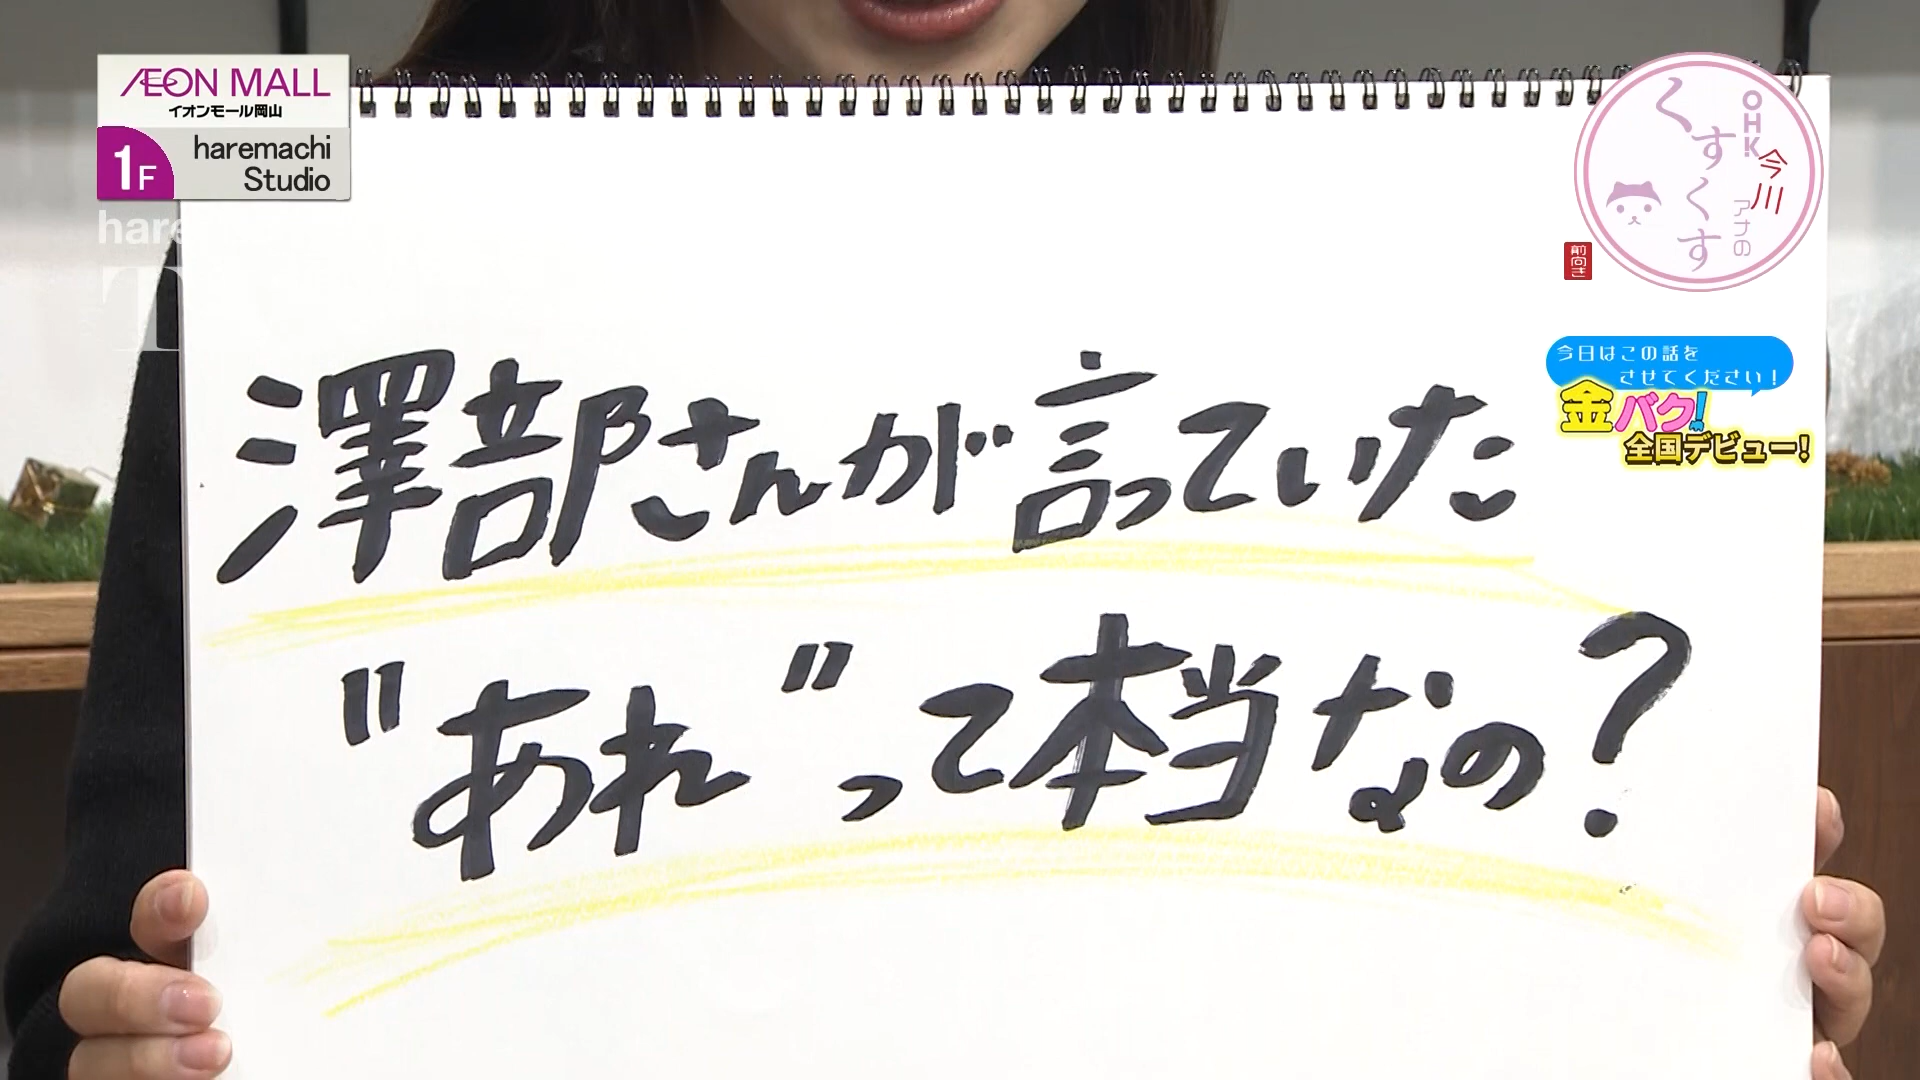 ÆON MALL
イオンモール岡山
1F
haremachi
Studio
hare
T
OHK
今川
アナの
くすくす
前向き
今日はこの話を
させてください!
金バク!
全国デビュー!
澤部さんが言っていた
"あれ"って本当なの?